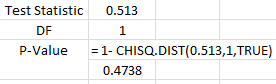 Test Statistic 0.513
DF 1
P-Value =1- CHISQ.DIST(0.513,1,TRUE)
0.4738